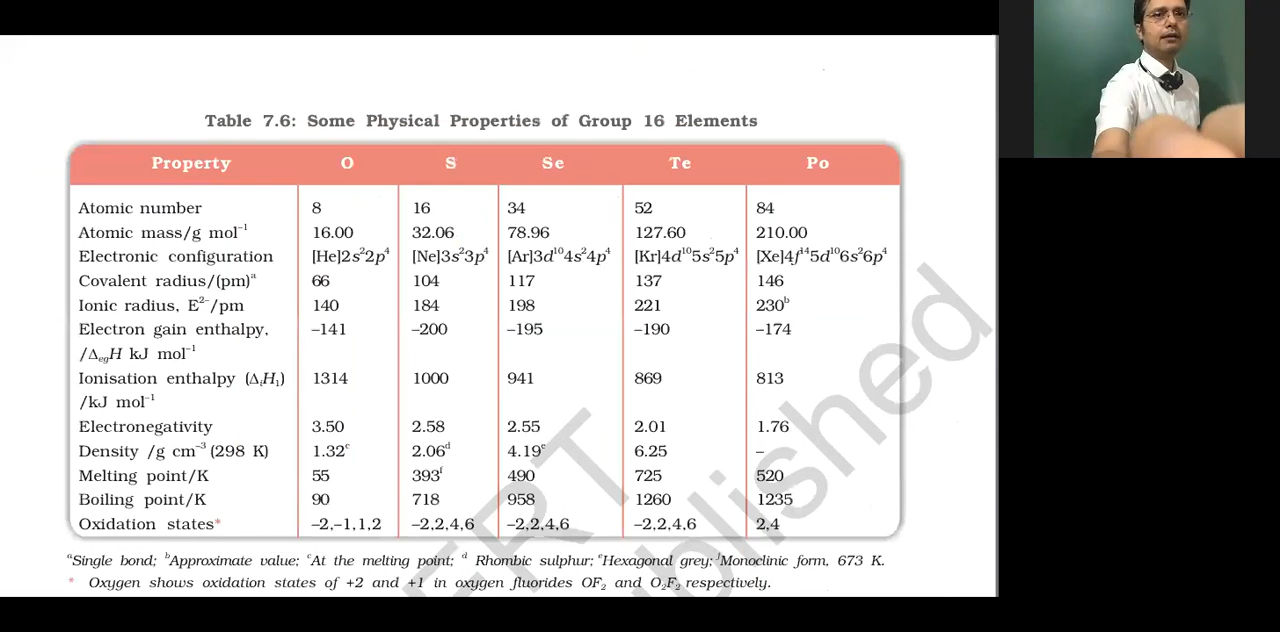 Table 7.6: Some Physical Properties of Group 16 Elements
Property O S Se Te Po
Atomic number 8 16 34 52 84
Atomic mass/g mol⁻¹ 16.00 32.06 78.96 127.60 210.00
Electronic configuration [He]2s²2p⁴ [Ne]3s²3p⁴ [Ar]3d¹⁰4s²4p⁴ [Kr]4d¹⁰5s²5p⁴ [Xe]4f¹⁴5d¹⁰6s²6p⁴
Covalent radius/(pm)ᵃ 66 104 117 137 146
Ionic radius, E²⁻/pm 140 184 198 221 230ᵇ
Electron gain enthalpy, –141 –200 –195 –190 –174
/ΔegH kJ mol⁻¹
Ionisation enthalpy (ΔᵢH₁) 1314 1000 941 869 813
/kJ mol⁻¹
Electronegativity 3.50 2.58 2.55 2.01 1.76
Density /g cm⁻³ (298 K) 1.32ᶜ 2.06ᵈ 4.19ᵉ 6.25 –
Melting point/K 55 393ᶠ 490 725 520
Boiling point/K 90 718 958 1260 1235
Oxidation states* –2,–1,1,2 –2,2,4,6 –2,2,4,6 –2,2,4,6 2,4
ᵃSingle bond; ᵇApproximate value; ᶜAt the melting point; ᵈ Rhombic sulphur; ᵉHexagonal grey; ᶠMonoclinic form, 673 K.
* Oxygen shows oxidation states of +2 and +1 in oxygen fluorides OF₂ and O₂F₂ respectively.